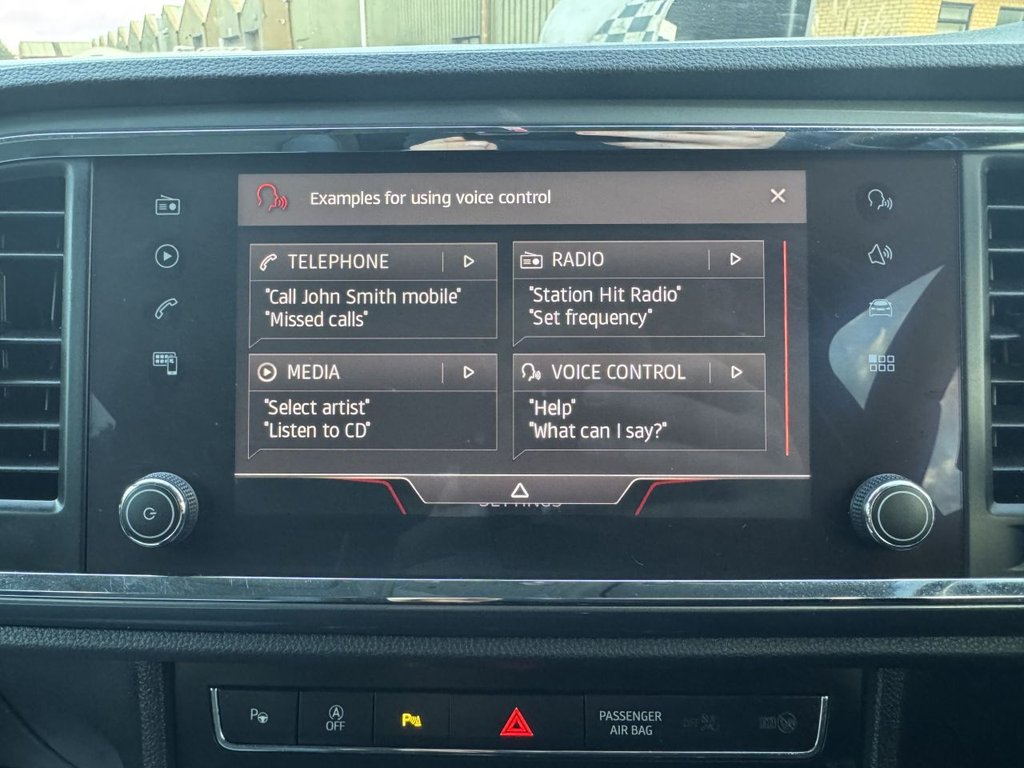 Examples for using voice control
TELEPHONE
"Call John Smith mobile"
"Missed calls"
RADIO
"Station Hit Radio"
"Set frequency"
MEDIA
"Select artist"
"Listen to CD"
VOICE CONTROL
"Help"
"What can I say?"
SETTINGS
P
A
OFF
P
PASSENGER
AIR BAG